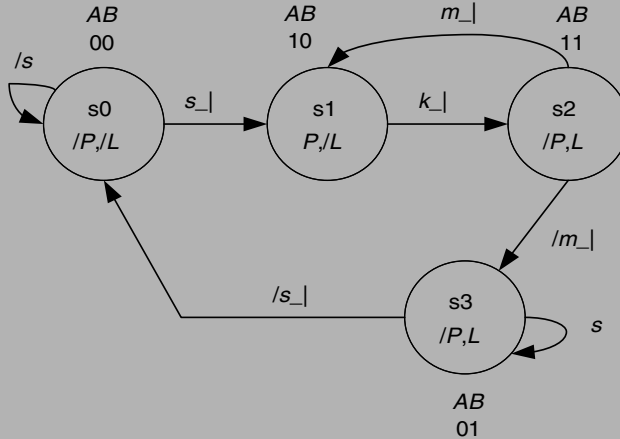 AB
00
AB
10
m_|
AB
11
/s
s0
/P,/L
s_|
s1
P,/L
k_|
s2
/P,L
/m_|
/s_|
s3
/P,L
s
AB
01